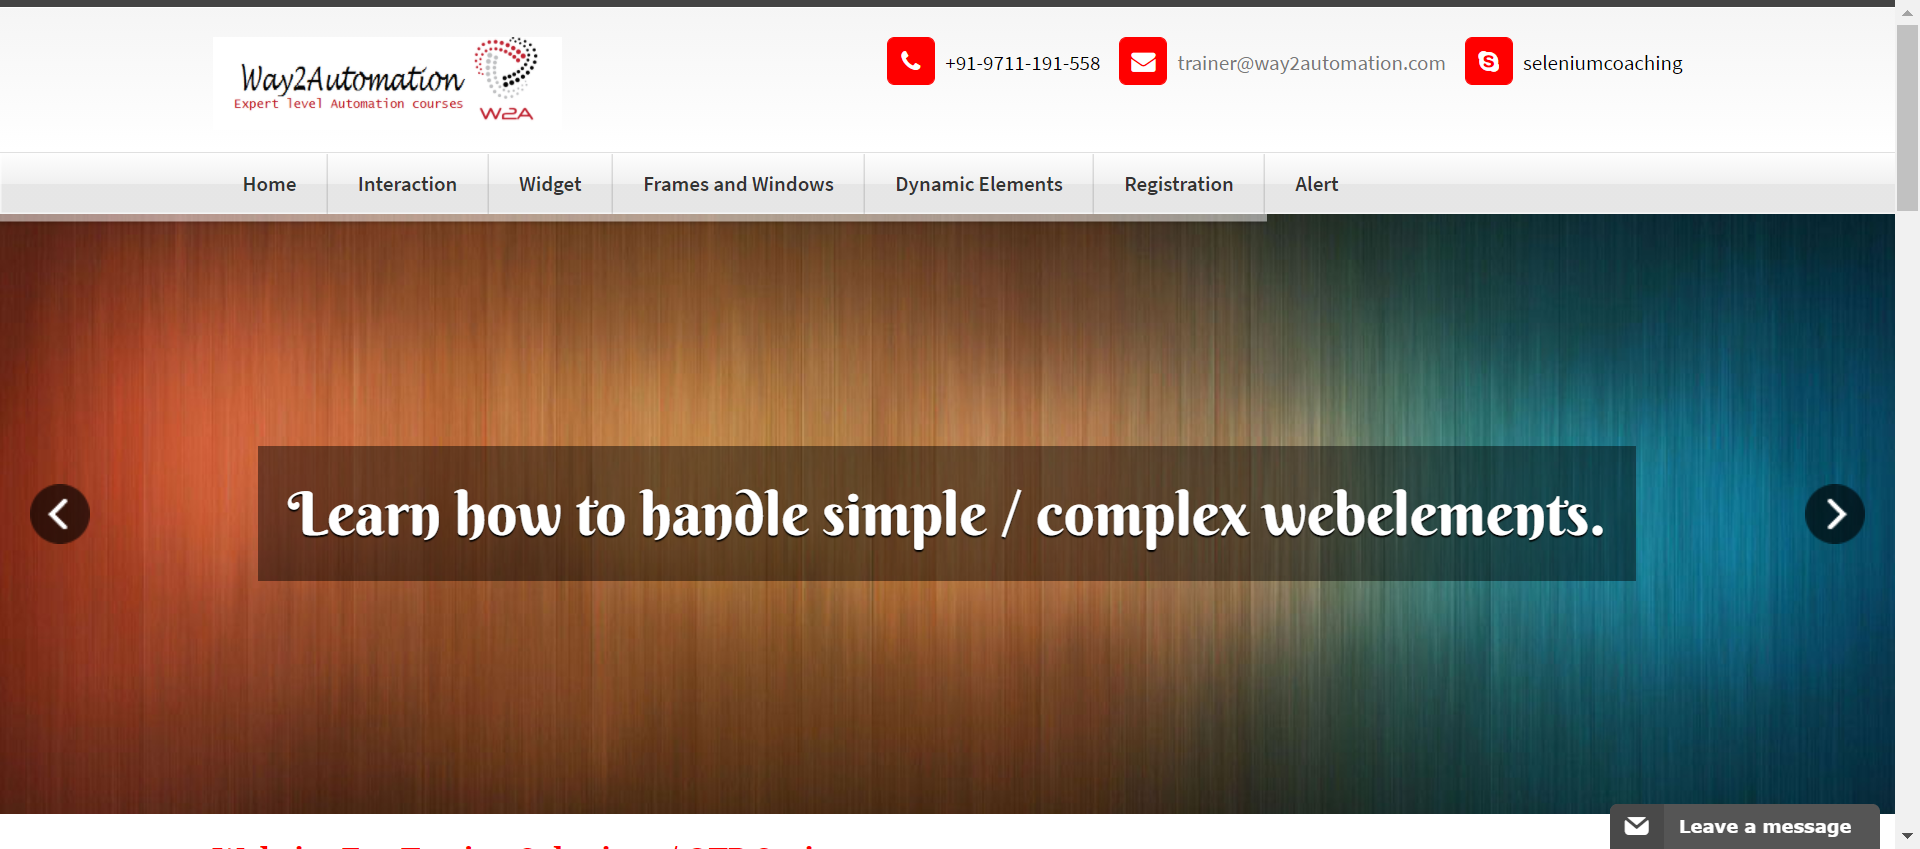 Way2Automation
Expert level Automation courses
W2A
+91-9711-191-558
trainer@way2automation.com
seleniumcoaching
Home
Interaction
Widget
Frames and Windows
Dynamic Elements
Registration
Alert
Learn how to handle simple / complex webelements.
Leave a message